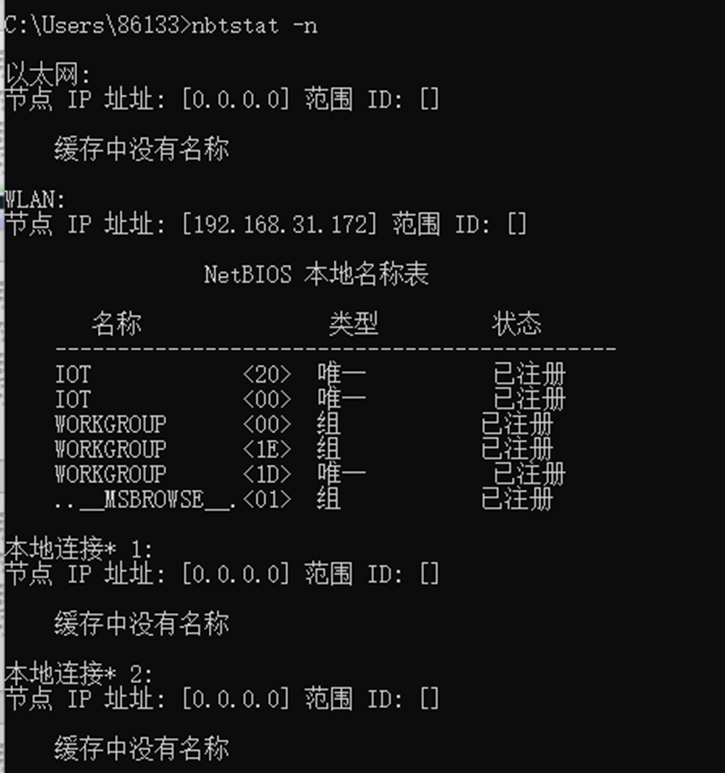 C:\Users\86133>nbtstat -n
以太网:
节点 IP 址址: [0.0.0.0] 范围 ID: []
缓存中没有名称
WLAN:
节点 IP 址址: [192.168.31.172] 范围 ID: []
NetBIOS 本地名称表
名称 类型 状态
---------------------------------------------
IOT <20> 唯一 已注册
IOT <00> 唯一 已注册
WORKGROUP <00> 组 已注册
WORKGROUP <1E> 组 已注册
WORKGROUP <1D> 唯一 已注册
..__MSBROWSE__.<01> 组 已注册
本地连接* 1:
节点 IP 址址: [0.0.0.0] 范围 ID: []
缓存中没有名称
本地连接* 2:
节点 IP 址址: [0.0.0.0] 范围 ID: []
缓存中没有名称